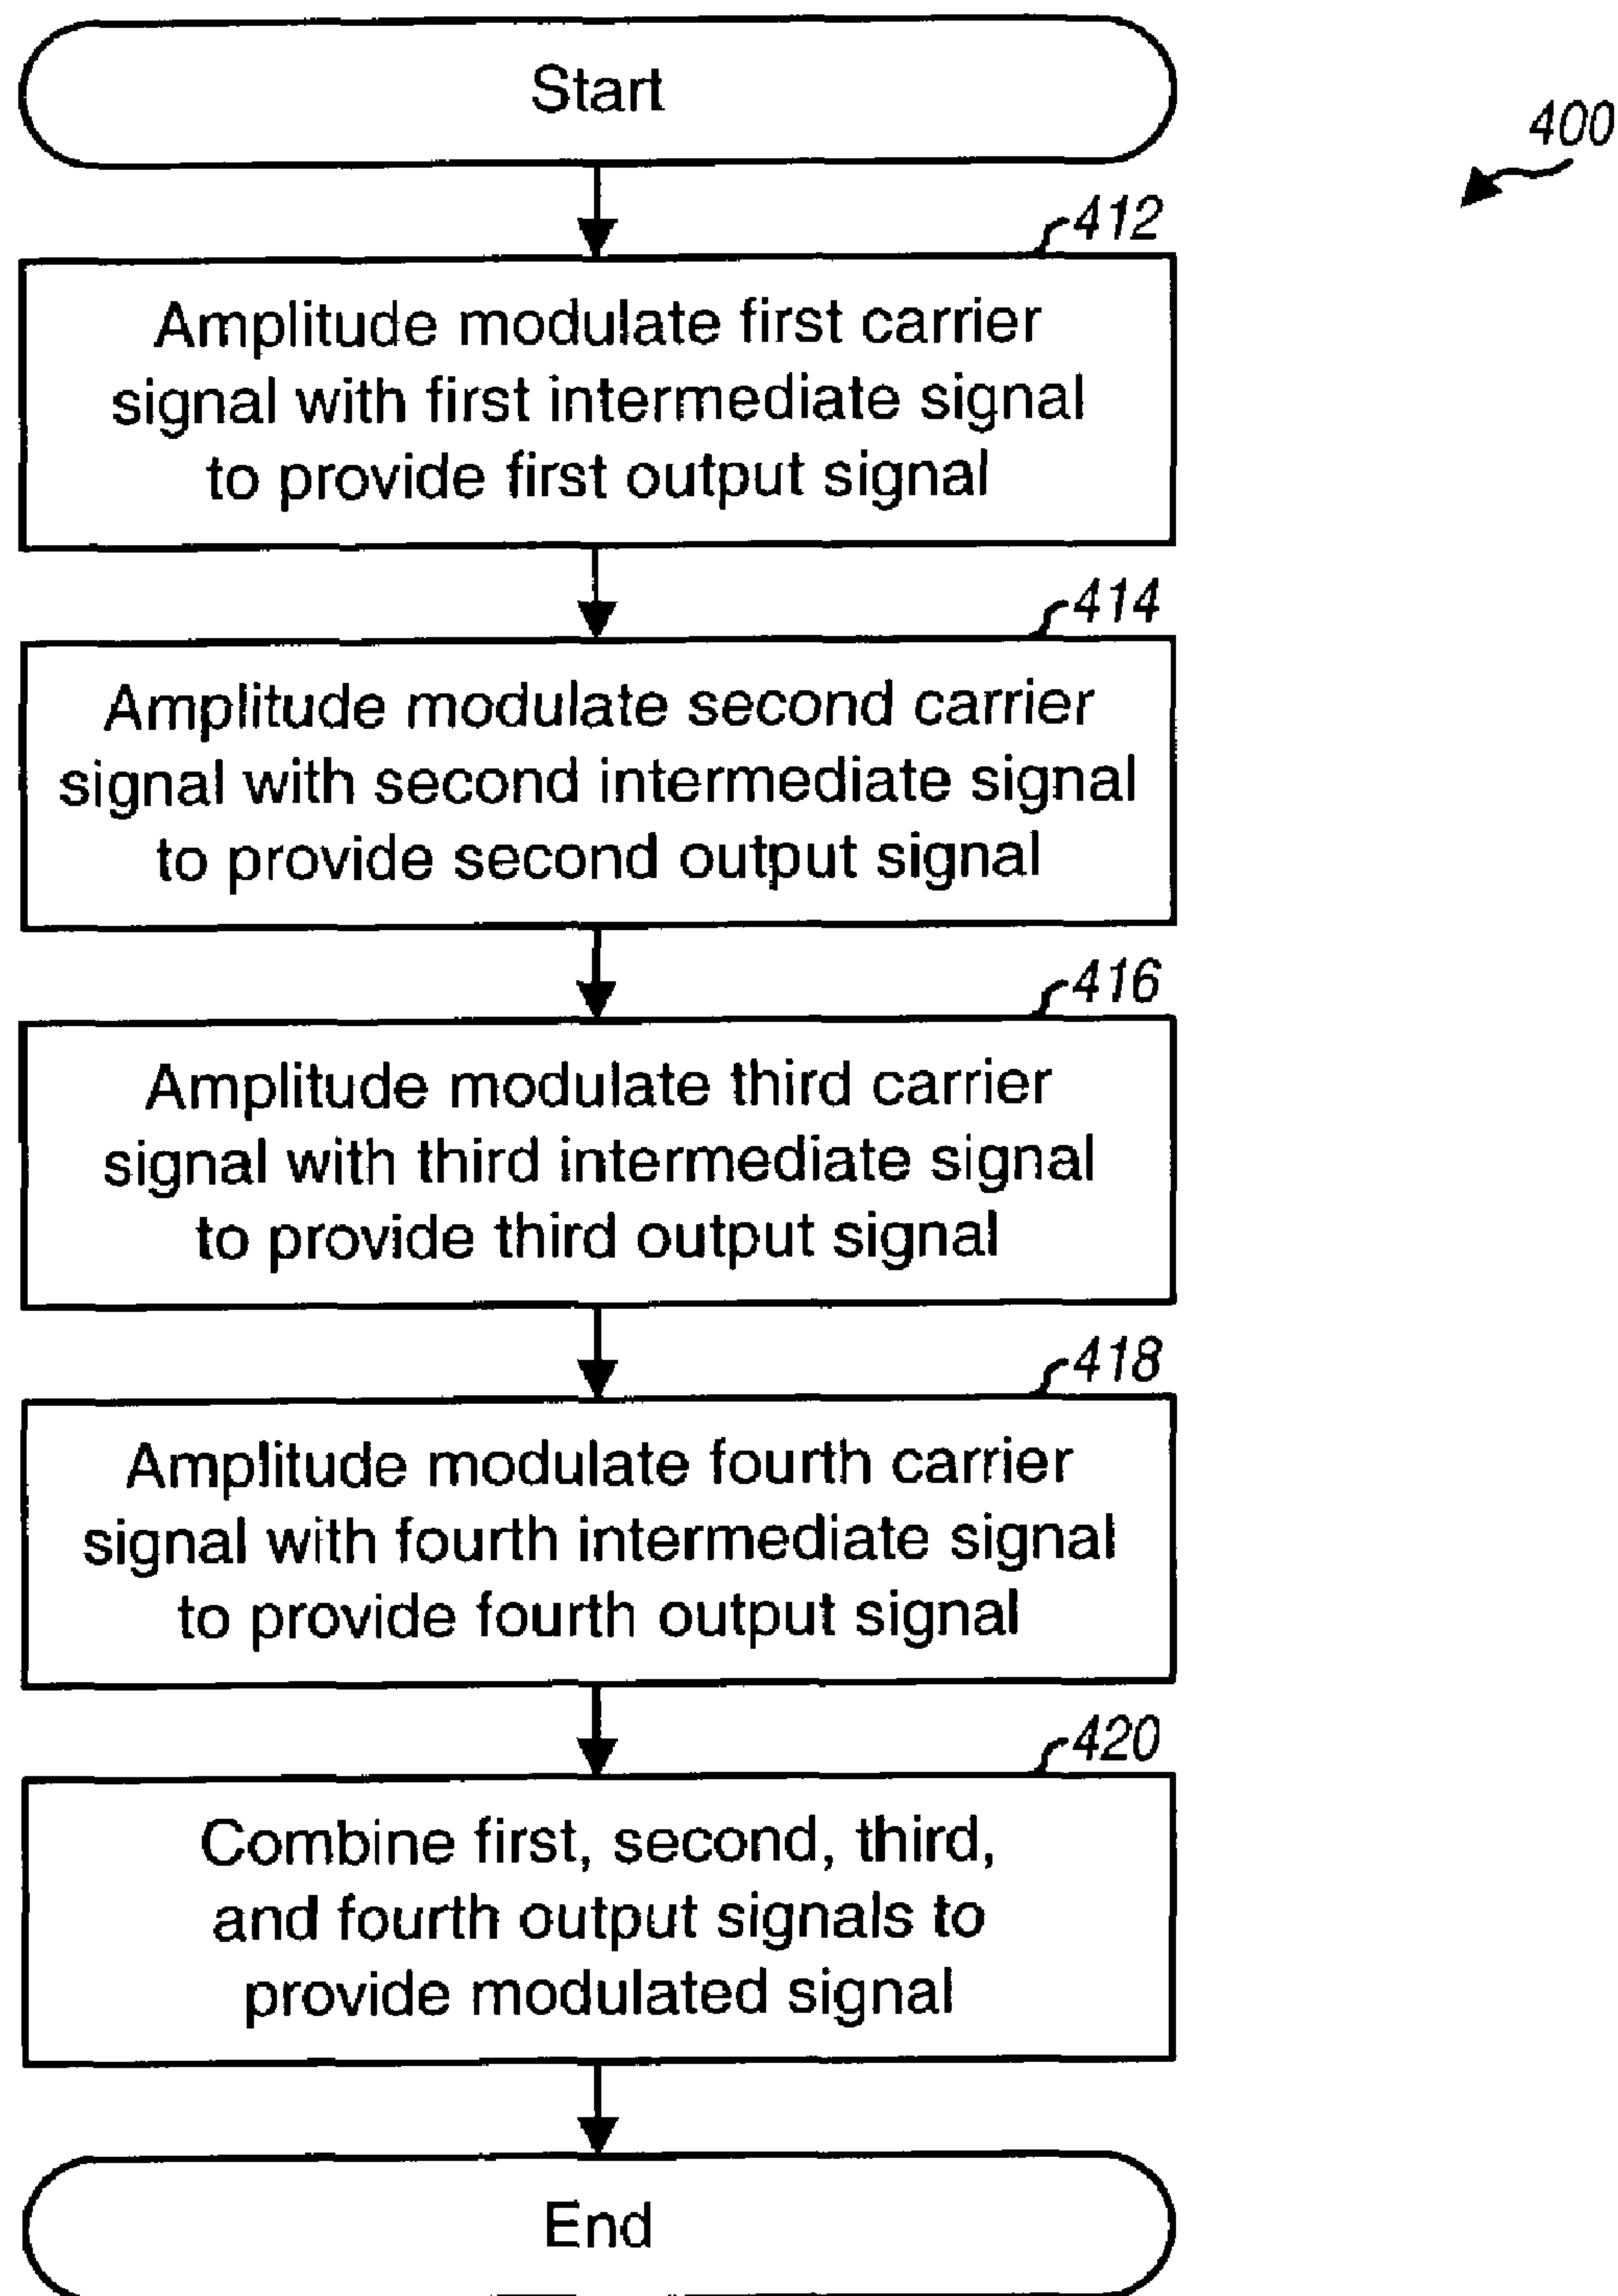 Start
400
412
Amplitude modulate first carrier
signal with first intermediate signal
to provide first output signal
414
Amplitude modulate second carrier
signal with second intermediate signal
to provide second output signal
416
Amplitude modulate third carrier
signal with third intermediate signal
to provide third output signal
418
Amplitude modulate fourth carrier
signal with fourth intermediate signal
to provide fourth output signal
420
Combine first, second, third,
and fourth output signals to
provide modulated signal
End